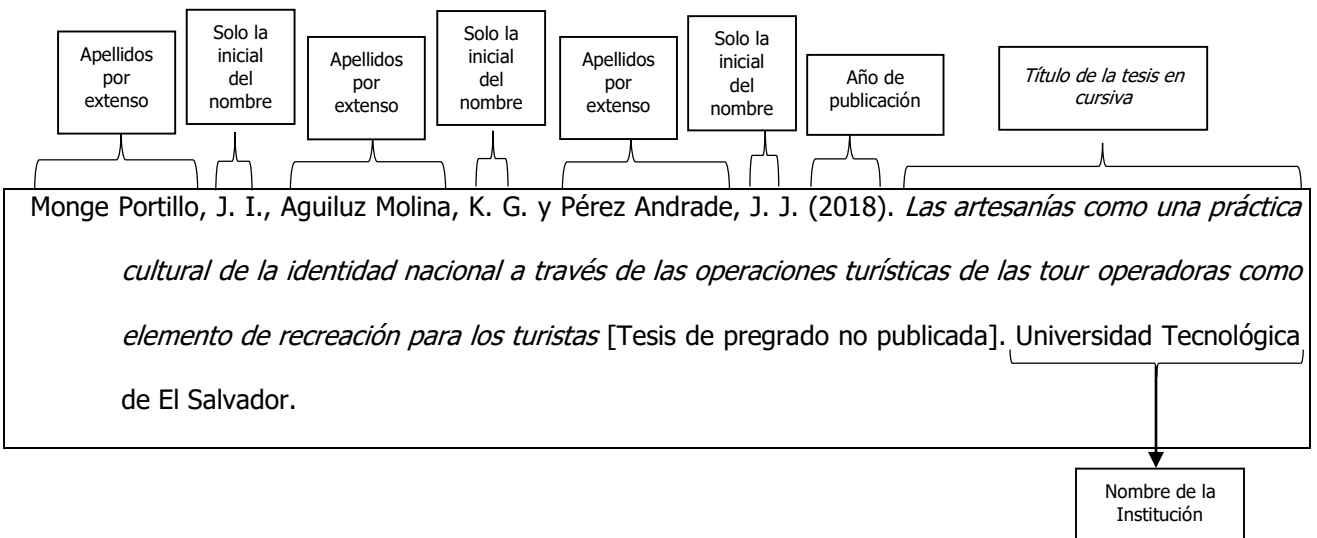 Apellidos
por
extenso
Solo la
inicial
del
nombre
Apellidos
por
extenso
Solo la
inicial
del
nombre
Apellidos
por
extenso
Solo la
inicial
del
nombre
Año de
publicación
Título de la tesis en
cursiva
Monge Portillo, J. I., Aguiluz Molina, K. G. y Pérez Andrade, J. J. (2018). Las artesanías como una práctica
cultural de la identidad nacional a través de las operaciones turísticas de las tour operadoras como
elemento de recreación para los turistas [Tesis de pregrado no publicada]. Universidad Tecnológica
de El Salvador.
Nombre de la
Institución